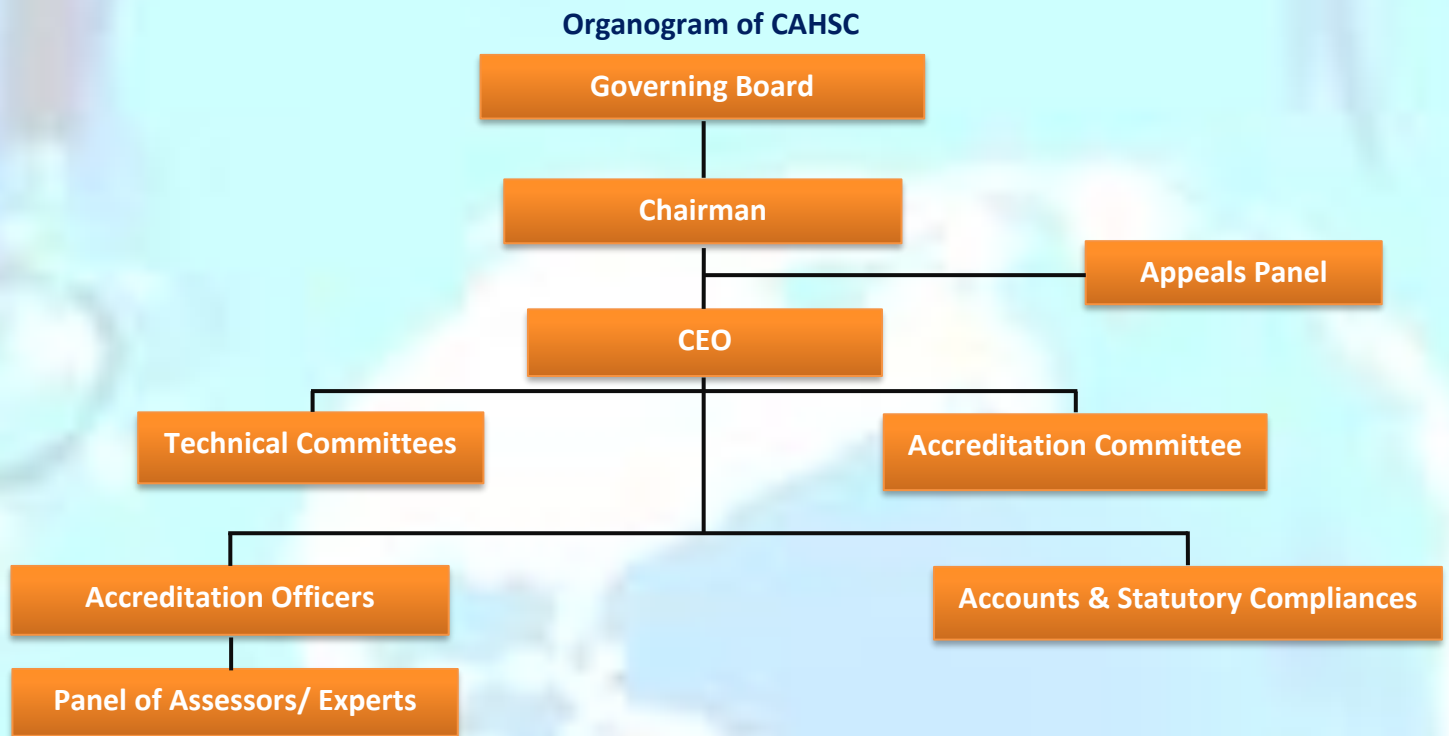 Organogram of CAHSC
Governing Board
Chairman
Appeals Panel
CEO
Technical Committees
Accreditation Committee
Accreditation Officers
Accounts & Statutory Compliances
Panel of Assessors/ Experts